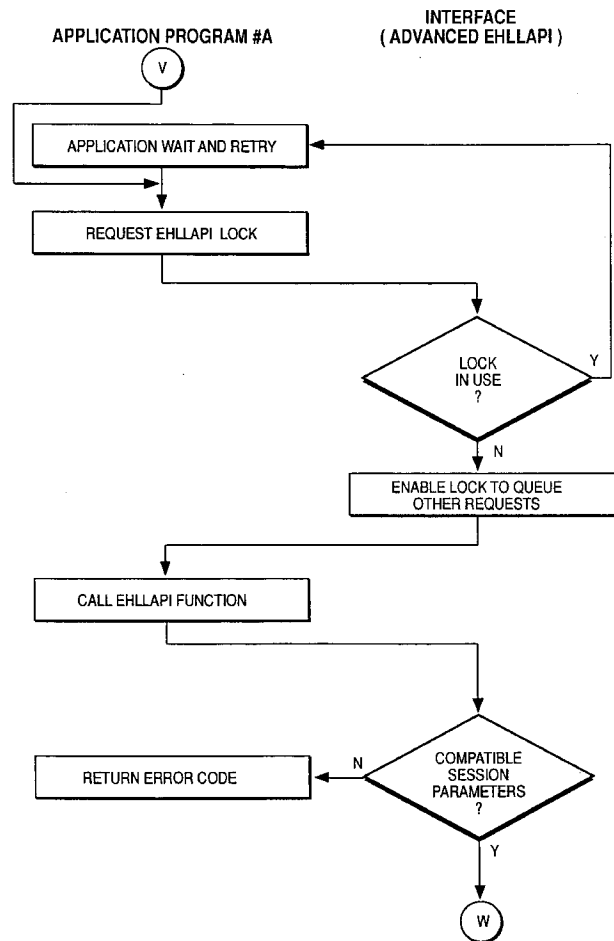 APPLICATION PROGRAM #A
INTERFACE
( ADVANCED EHLLAPI )
V
APPLICATION WAIT AND RETRY
REQUEST EHLLAPI LOCK
LOCK
IN USE
?
Y
N
ENABLE LOCK TO QUEUE
OTHER REQUESTS
CALL EHLLAPI FUNCTION
COMPATIBLE
SESSION
PARAMETERS
?
N
RETURN ERROR CODE
Y
W